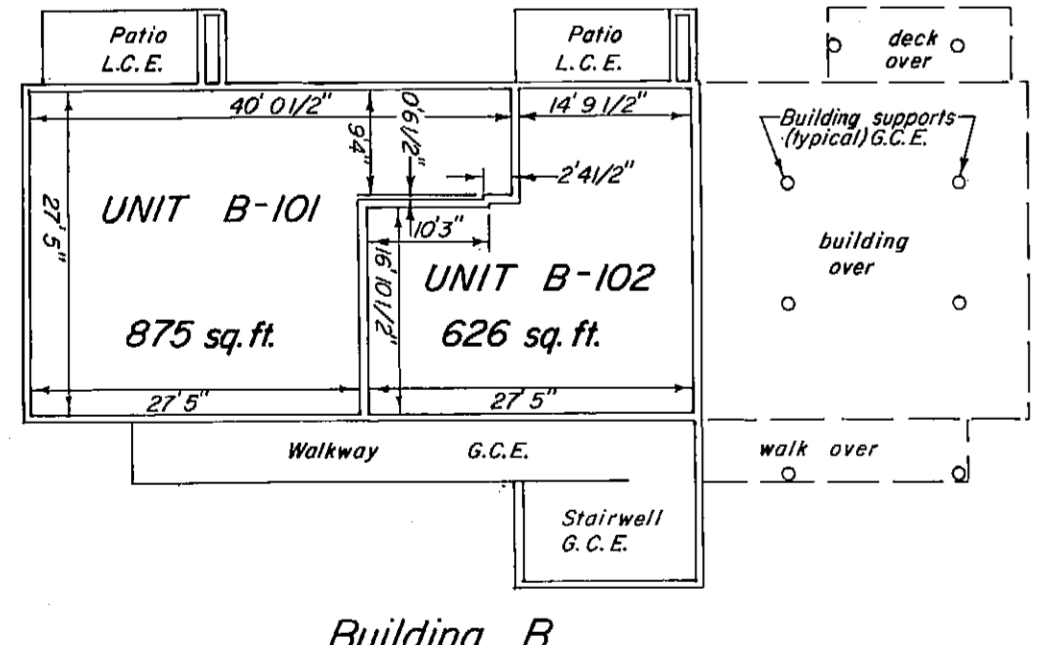 Patio
L.C.E.
Patio
L.C.E.
deck
over
40' 0 1/2"
14' 9 1/2"
9'4"
0'6 1/2"
2'4 1/2"
Building supports
(typical) G.C.E.
27' 5"
UNIT B-101
10'3"
16' 10 1/2"
UNIT B-102
building
over
875 sq. ft.
626 sq. ft.
27' 5"
27' 5"
Walkway G.C.E.
walk over
Stairwell
G.C.E.
Building B